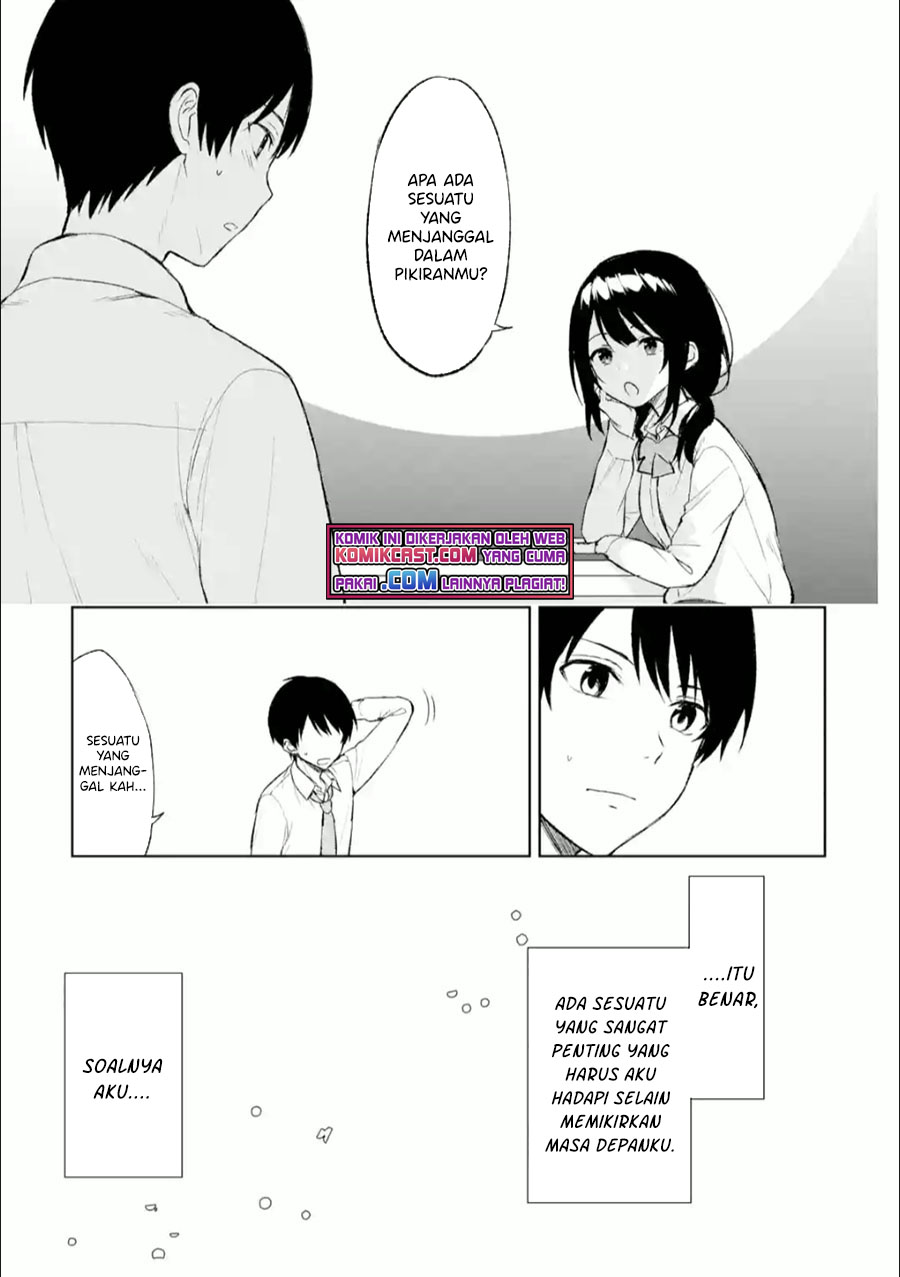 APA ADA
SESUATU
YANG
MENJANGGAL
DALAM
PIKIRANMU?
KOMIK INI DIKERJAKAN OLEH WEB
KOMIKCAST.COM YANG CUMA
PAKAI .COM LAINNYA PLAGIAT!
SESUATU
YANG
MENJANG-
GAL KAH...
....ITU
BENAR,
ADA SESUATU
YANG SANGAT
PENTING YANG
HARUS AKU
HADAPI SELAIN
MEMIKIRKAN
MASA DEPANKU.
SOALNYA
AKU....